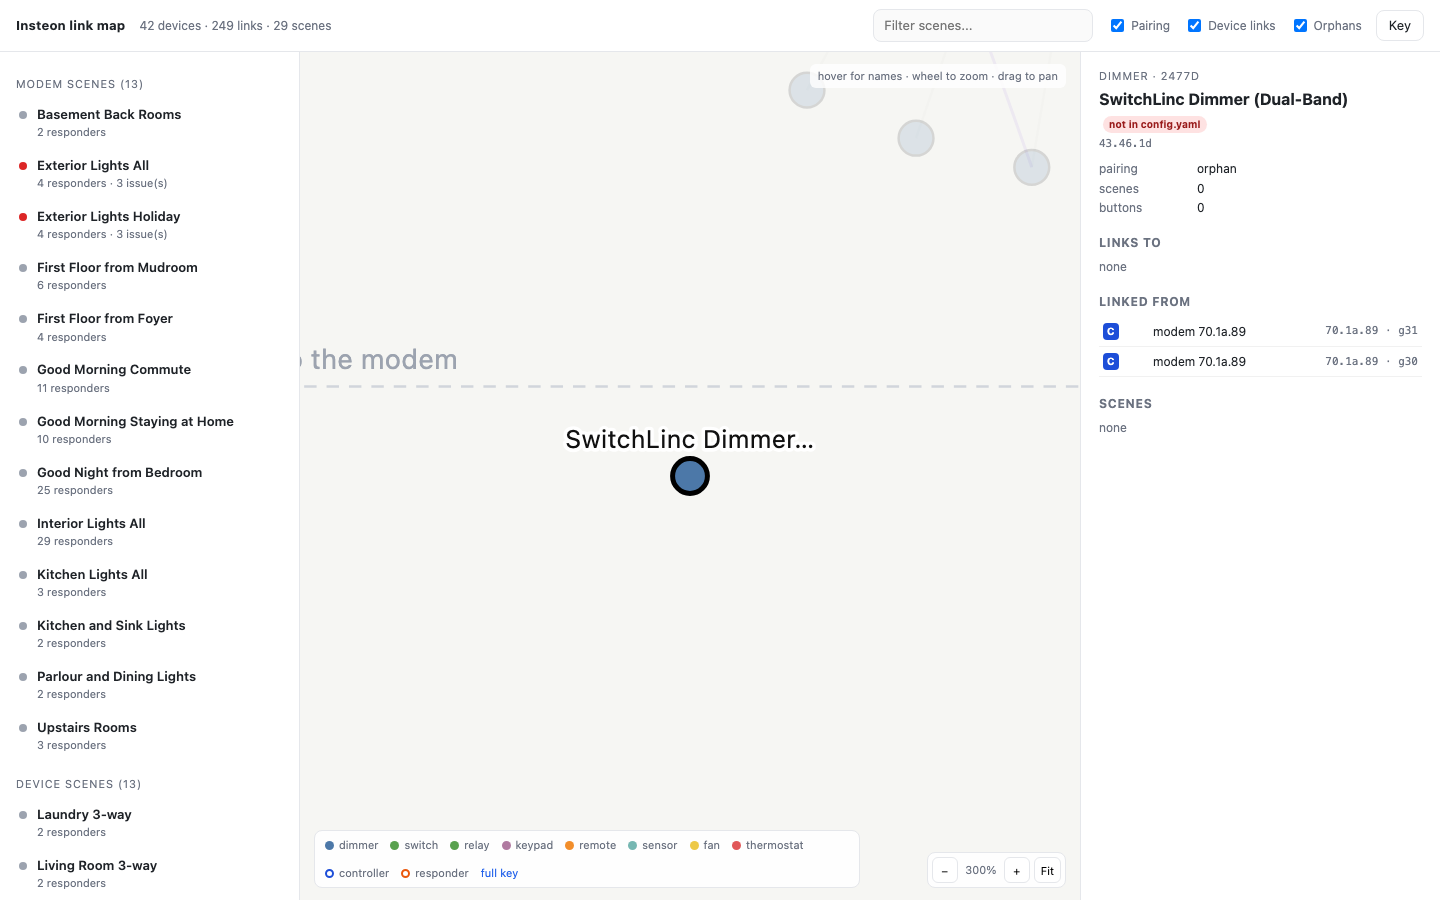 Insteon link map
42 devices · 249 links · 29 scenes
Filter scenes...
Pairing
Device links
Orphans
Key
MODEM SCENES (13)
Basement Back Rooms
2 responders
Exterior Lights All
4 responders · 3 issue(s)
Exterior Lights Holiday
4 responders · 3 issue(s)
First Floor from Mudroom
6 responders
First Floor from Foyer
4 responders
Good Morning Commute
11 responders
Good Morning Staying at Home
10 responders
Good Night from Bedroom
25 responders
Interior Lights All
29 responders
Kitchen Lights All
3 responders
Kitchen and Sink Lights
2 responders
Parlour and Dining Lights
2 responders
Upstairs Rooms
3 responders
DEVICE SCENES (13)
Laundry 3-way
2 responders
Living Room 3-way
2 responders
hover for names · wheel to zoom · drag to pan
the modem
SwitchLinc Dimmer...
dimmer switch relay keypad remote sensor fan thermostat
controller responder full key
− 300% + Fit
DIMMER · 2477D
SwitchLinc Dimmer (Dual-Band)
not in config.yaml
43.46.1d
pairing orphan
scenes 0
buttons 0
LINKS TO
none
LINKED FROM
C modem 70.1a.89 70.1a.89 · g31
C modem 70.1a.89 70.1a.89 · g30
SCENES
none